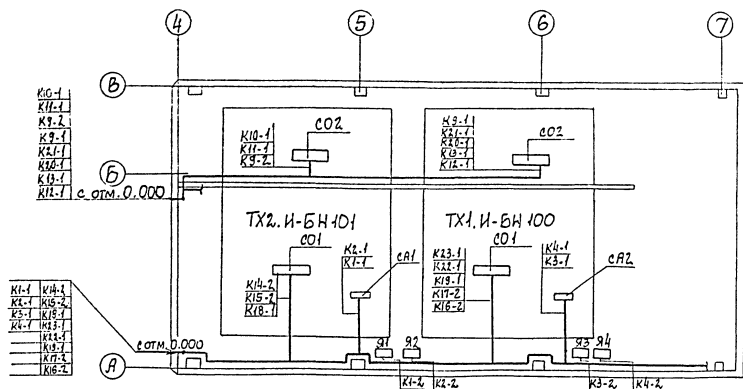 4
5
6
7
В
К10-1
К11-1
К9-2
К9-1
К21-1
К20-1
К13-1
К12-1
с отм. 0.000
Б
К10-1
К11-1
К9-2
СО2
К9-1
К21-1
К20-1
К13-1
К12-1
СО2
ТХ2. И-БН 101
СО1
К14-2
К15-2
К18-1
К2-1
К1-1
СА1
ТХ1. И-БН 100
СО1
К23-1
К22-1
К19-1
К17-2
К16-2
К4-1
К3-1
СА2
К1-1 К14-2
К2-1 К15-2
К3-1 К18-1
К4-1 К23-1
К22-1
К19-1
К17-2
К16-2
с отм. 0.000
А
Я1
Я2
Я3
Я4
К1-2
К2-2
К3-2
К4-2